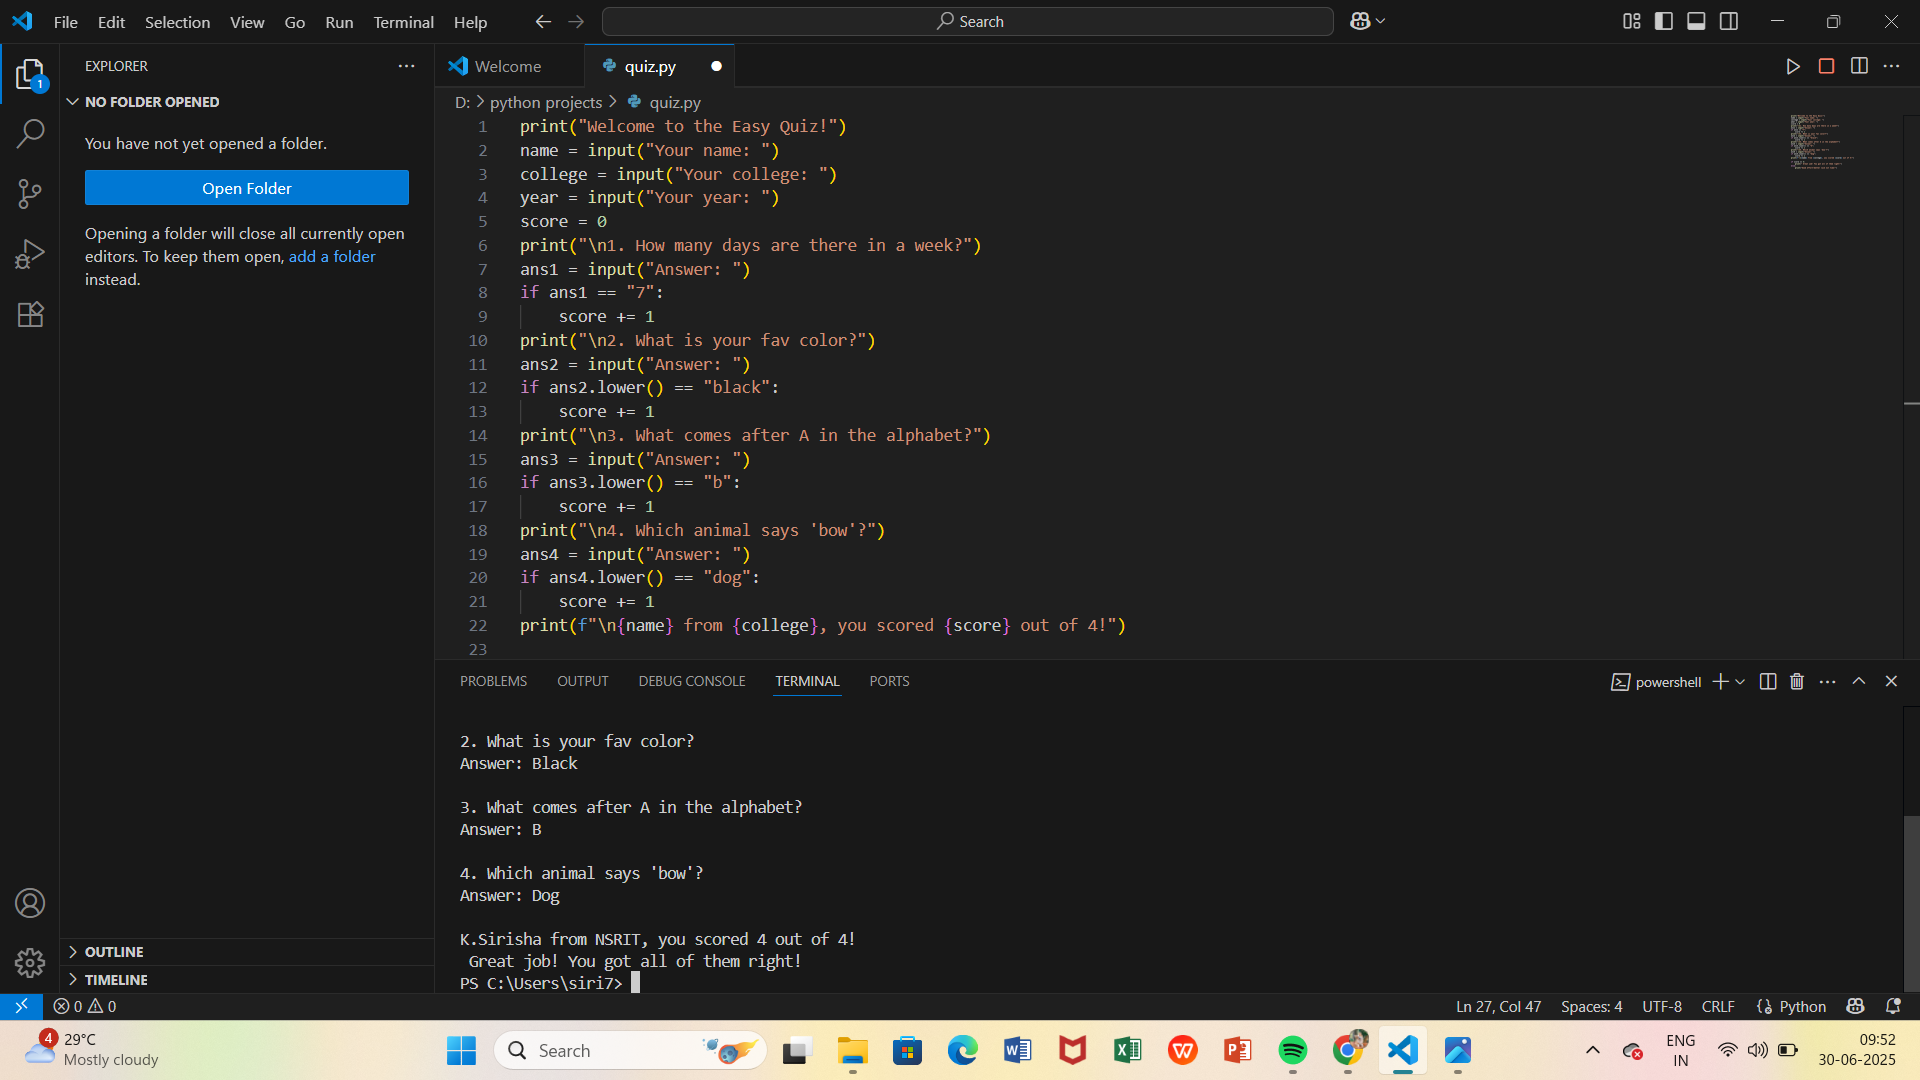 File Edit Selection View Go Run Terminal Help
Search
EXPLORER
NO FOLDER OPENED
You have not yet opened a folder.
Open Folder
Opening a folder will close all currently open
editors. To keep them open, add a folder
instead.
OUTLINE
TIMELINE
1
Welcome
quiz.py
D: > python projects > quiz.py
1 print("Welcome to the Easy Quiz!")
2 name = input("Your name: ")
3 college = input("Your college: ")
4 year = input("Your year: ")
5 score = 0
6 print("\n1. How many days are there in a week?")
7 ans1 = input("Answer: ")
8 if ans1 == "7":
9     score += 1
10 print("\n2. What is your fav color?")
11 ans2 = input("Answer: ")
12 if ans2.lower() == "black":
13     score += 1
14 print("\n3. What comes after A in the alphabet?")
15 ans3 = input("Answer: ")
16 if ans3.lower() == "b":
17     score += 1
18 print("\n4. Which animal says 'bow'?")
19 ans4 = input("Answer: ")
20 if ans4.lower() == "dog":
21     score += 1
22 print(f"\n{name} from {college}, you scored {score} out of 4!")
23
PROBLEMS OUTPUT DEBUG CONSOLE TERMINAL PORTS
powershell
2. What is your fav color?
Answer: Black
3. What comes after A in the alphabet?
Answer: B
4. Which animal says 'bow'?
Answer: Dog
K.Sirisha from NSRIT, you scored 4 out of 4!
 Great job! You got all of them right!
PS C:\Users\siri7>
0 0
Ln 27, Col 47 Spaces: 4 UTF-8 CRLF {} Python
4
29°C
Mostly cloudy
Search
ENG
IN
09:52
30-06-2025